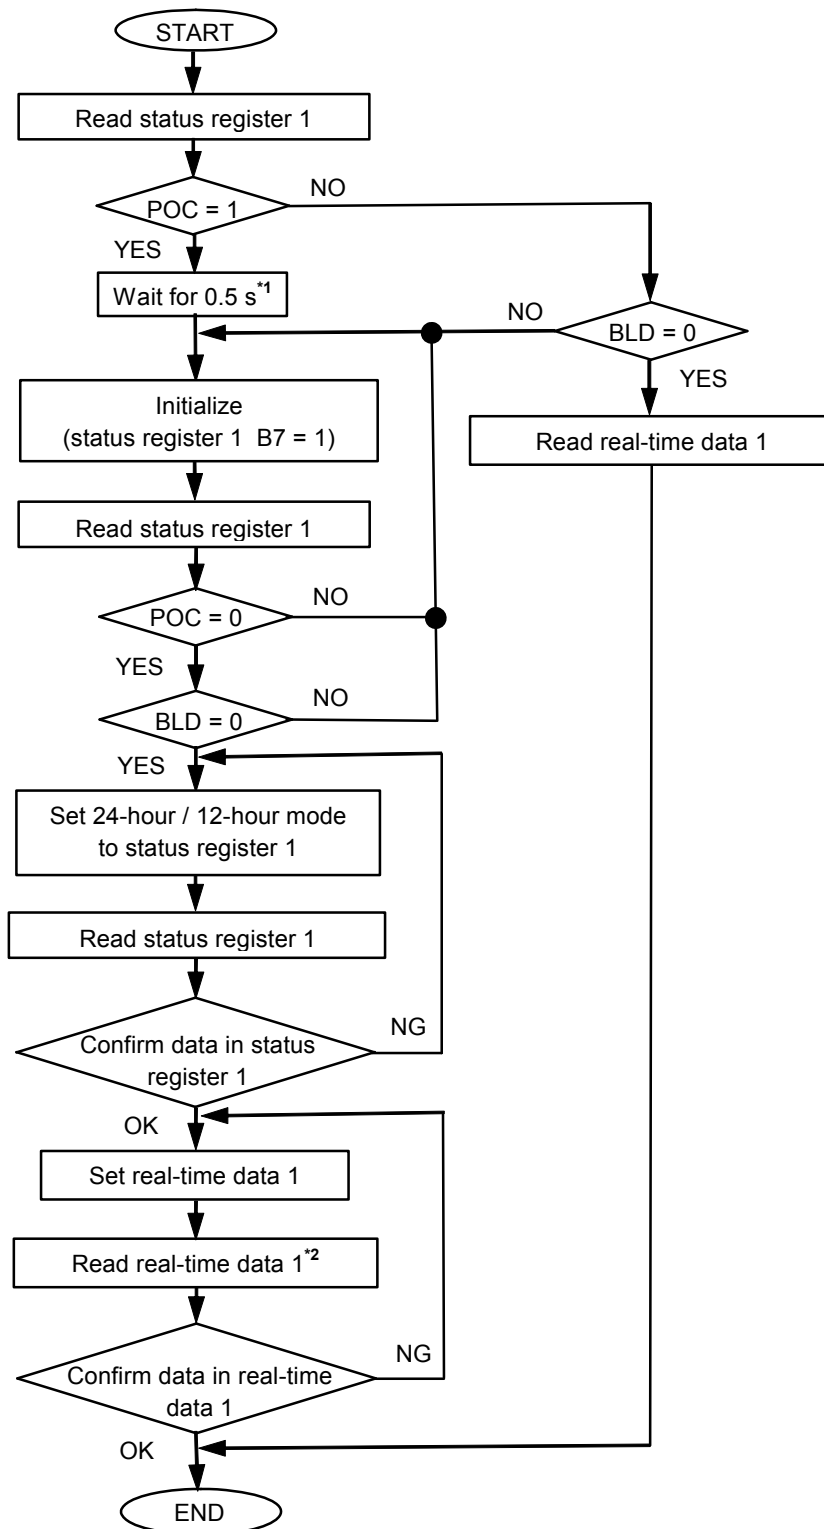 START
Read status register 1
NO
POC = 1
YES
Wait for 0.5 s*1
NO
BLD = 0
YES
Initialize
(status register 1  B7 = 1)
Read real-time data 1
Read status register 1
NO
POC = 0
YES
NO
BLD = 0
YES
Set 24-hour / 12-hour mode
to status register 1
Read status register 1
NG
Confirm data in status
register 1
OK
Set real-time data 1
Read real-time data 1*2
NG
Confirm data in real-time
data 1
OK
END